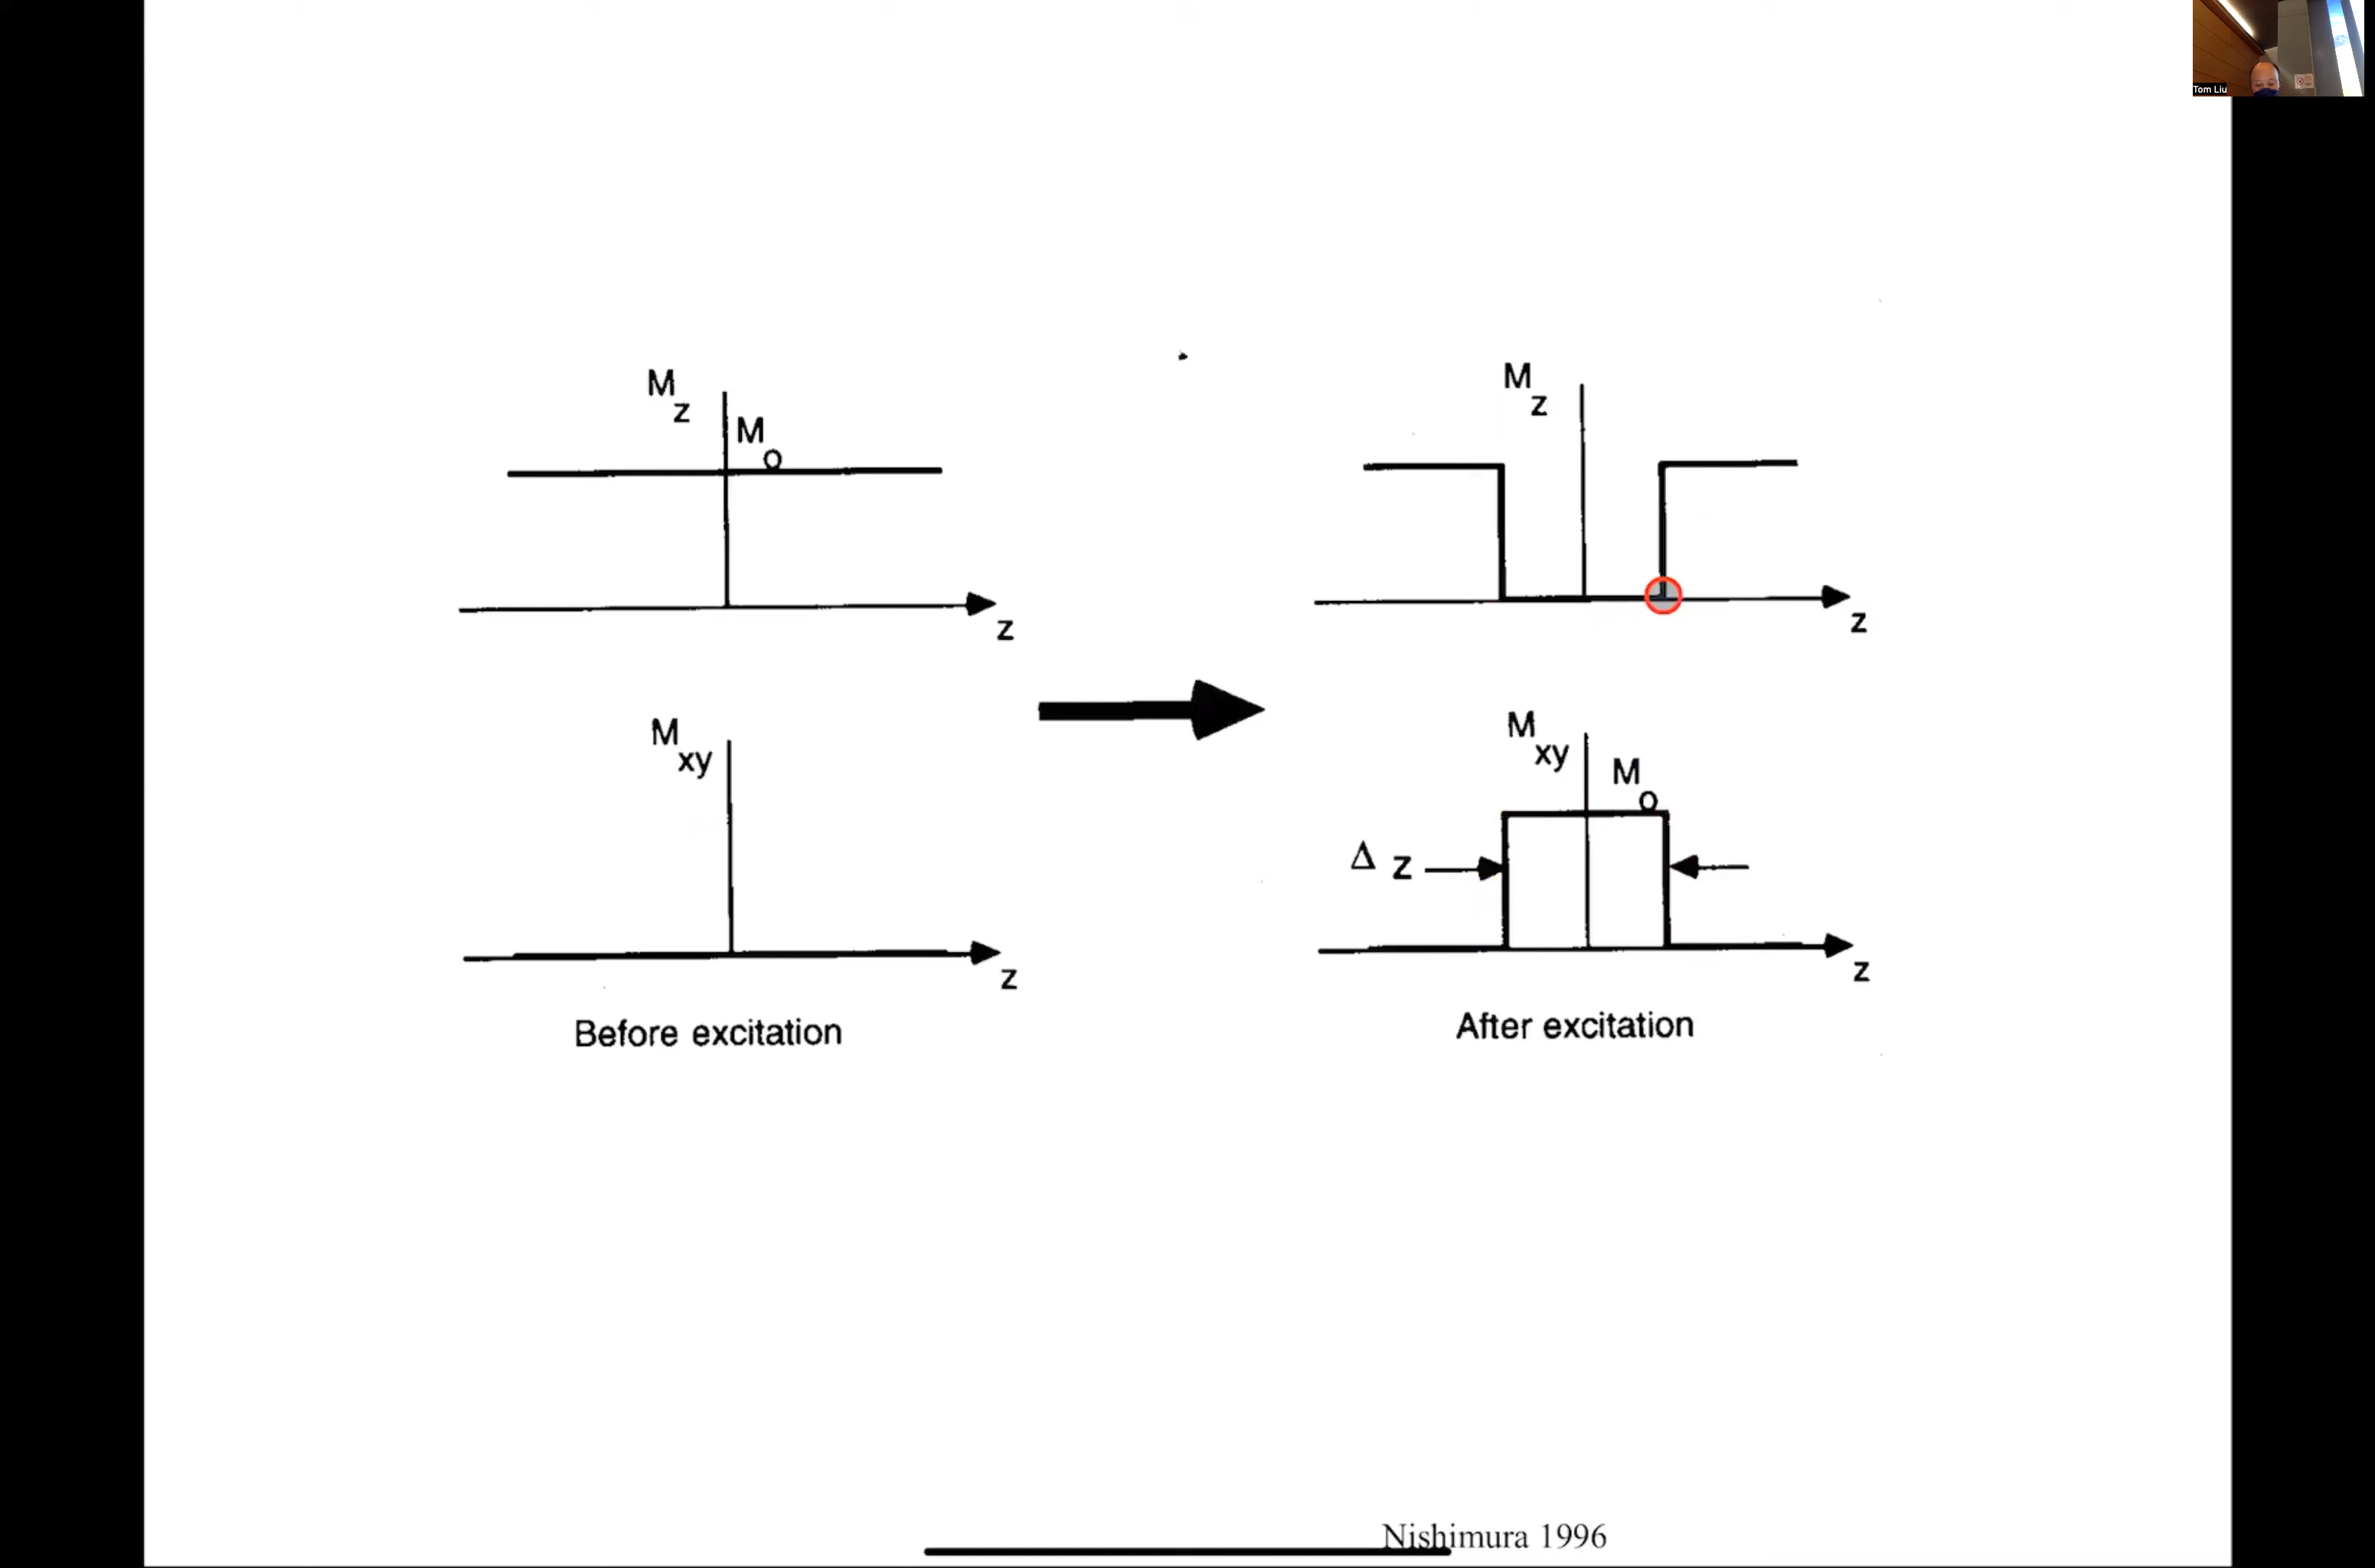 Tom Liu
M
z
M
o
z
M
xy
z
Before excitation
M
z
z
M
xy
M
o
Δ z
z
After excitation
Nishimura 1996